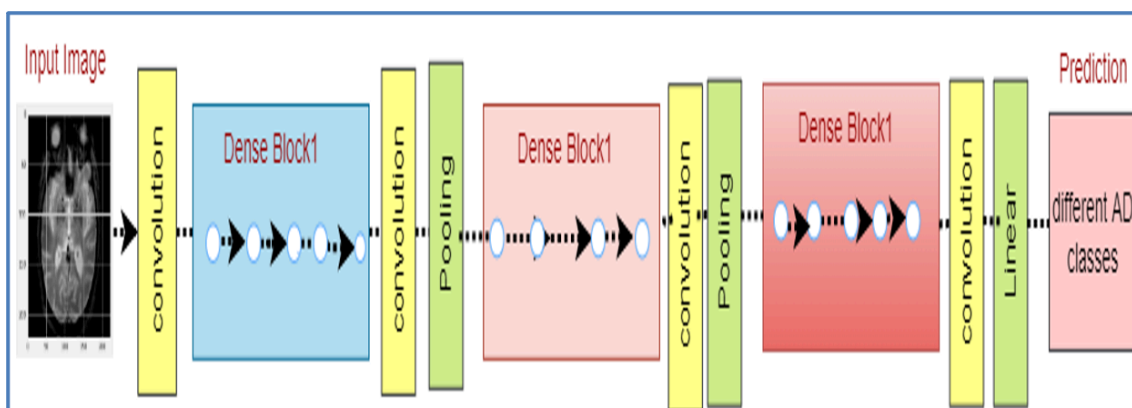 Input Image
convolution
Dense Block1
convolution
Pooling
Dense Block1
convolution
Pooling
Dense Block1
convolution
Linear
Prediction
different AD
classes